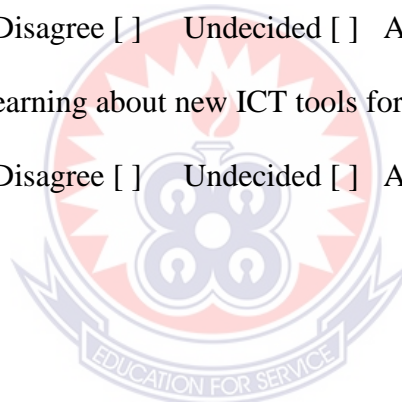 Disagree [ ] Undecided [ ] A
earning about new ICT tools for
Disagree [ ] Undecided [ ] A
EDUCATION FOR SERVICE